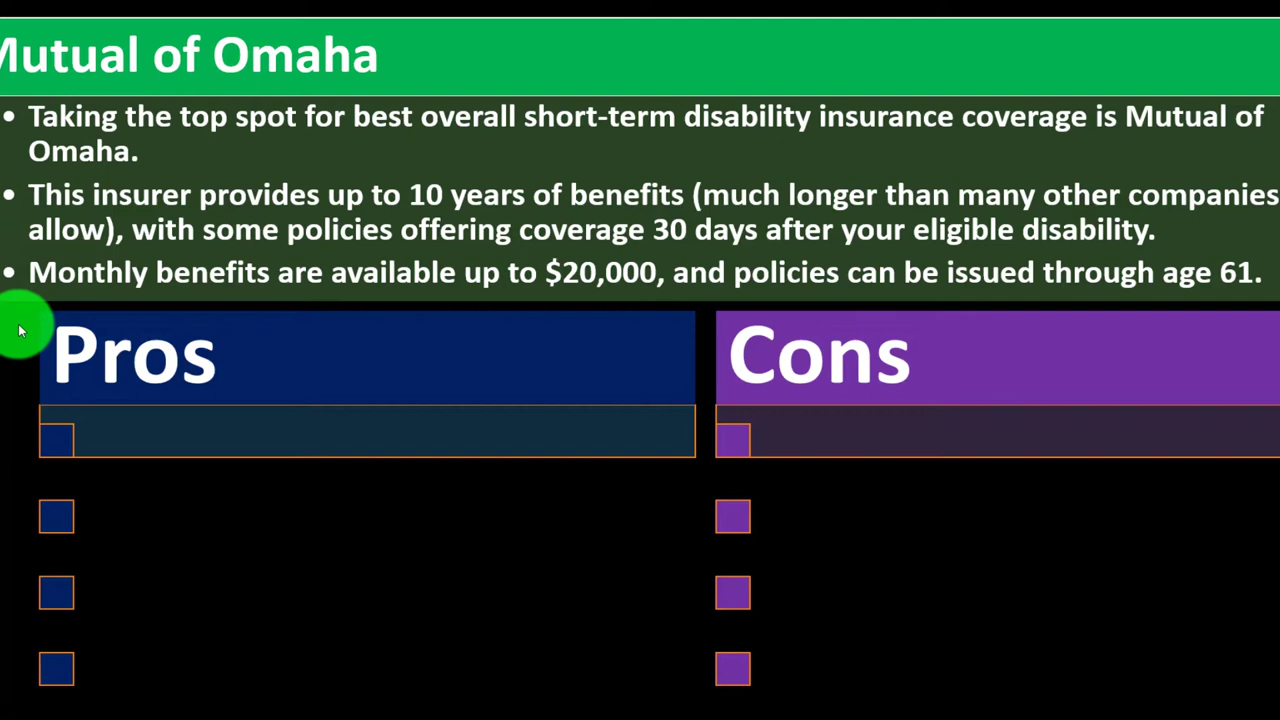 Mutual of Omaha
• Taking the top spot for best overall short-term disability insurance coverage is Mutual of
Omaha.
• This insurer provides up to 10 years of benefits (much longer than many other companies
allow), with some policies offering coverage 30 days after your eligible disability.
• Monthly benefits are available up to $20,000, and policies can be issued through age 61.
Pros
Cons